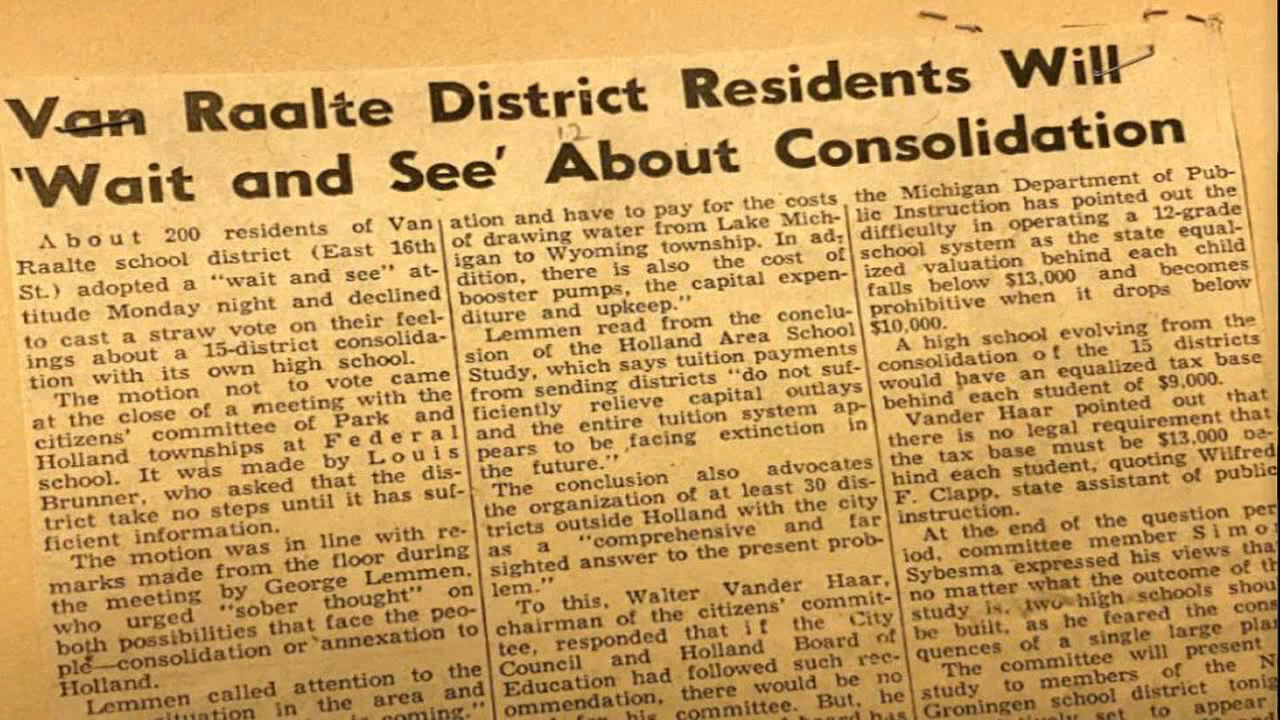 Van Raalte District Residents Will
12
'Wait and See' About Consolidation
About 200 residents of Van
Raalte school district (East 16th
St.) adopted a "wait and see" at-
titude Monday night and declined
to cast a straw vote on their feel-
ings about a 15-district consolida-
tion with its own high school.
The motion not to vote came
at the close of a meeting with the
citizens' committee of Park and
Holland townships at Federal
school. It was made by Louis
Brunner, who asked that the dis-
trict take no steps until it has suf-
ficient information.
The motion was in line with re-
marks made from the floor during
the meeting by George Lemmen,
who urged "sober thought" on
both possibilities that face the peo-
ple—consolidation or annexation to
Holland.
Lemmen called attention to the
situation in the area and
coming."
ation and have to pay for the costs
of drawing water from Lake Mich-
igan to Wyoming township. In ad-
dition, there is also the cost of
booster pumps, the capital expen-
diture and upkeep."
Lemmen read from the conclu-
sion of the Holland Area School
Study, which says tuition payments
from sending districts "do not suf-
ficiently relieve capital outlays
and the entire tuition system ap-
pears to be facing extinction in
the future."
The conclusion also advocates
the organization of at least 30 dis-
tricts outside Holland with the city
as a "comprehensive and far
sighted answer to the present prob-
lem."
To this, Walter Vander Haar,
chairman of the citizens' commit-
tee, responded that if the City
Council and Holland Board of
Education had followed such rec-
ommendation, there would be no
his committee. But, he
has
the Michigan Department of Pub-
lic Instruction has pointed out the
difficulty in operating a 12-grade
school system as the state equal-
ized valuation behind each child
falls below $13,000 and becomes
prohibitive when it drops below
$10,000.
A high school evolving from the
consolidation of the 15 districts
would have an equalized tax base
behind each student of $9,000.
Vander Haar pointed out that
there is no legal requirement that
the tax base must be $13,000 be-
hind each student, quoting Wilfred
F. Clapp, state assistant of public
instruction.
At the end of the question per
iod, committee member Simo
Sybesma expressed his views tha
no matter what the outcome of th
study is, two high schools shou
be built, as he feared the cons
quences of a single large plan
The committee will present
study to members of the N
Groningen school district tonig
to appear